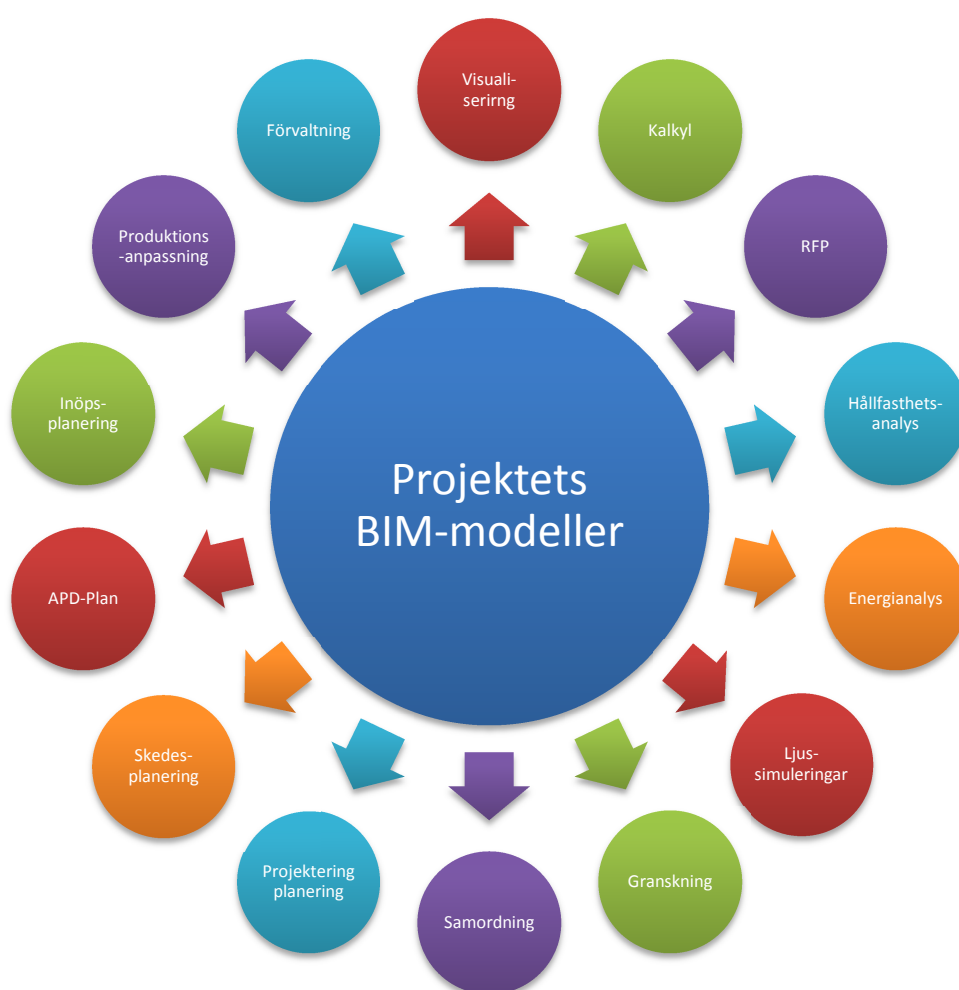 Visuali-
serirng
Kalkyl
RFP
Hållfasthets-
analys
Energianalys
Ljus-
simuleringar
Granskning
Samordning
Projektering
planering
Skedes-
planering
APD-Plan
Inöps-
planering
Produktions
-anpassning
Förvaltning
Projektets
BIM-modeller